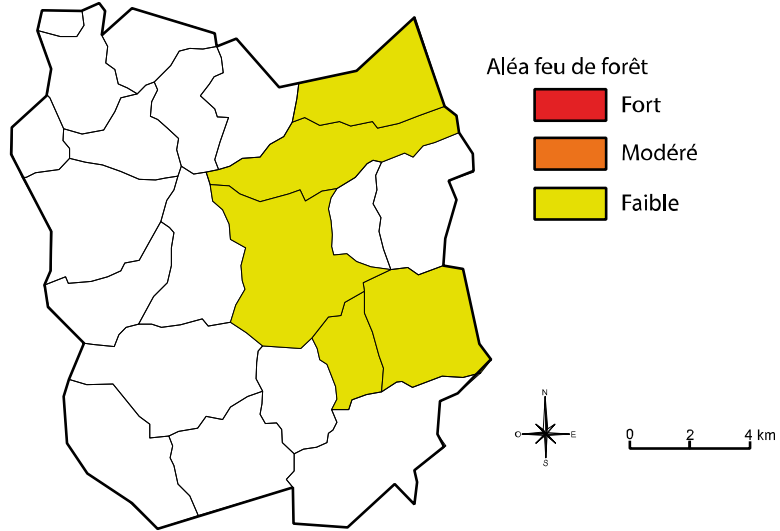 Aléa feu de forêt
Fort
Modéré
Faible
N
O E
S
0 2 4 km